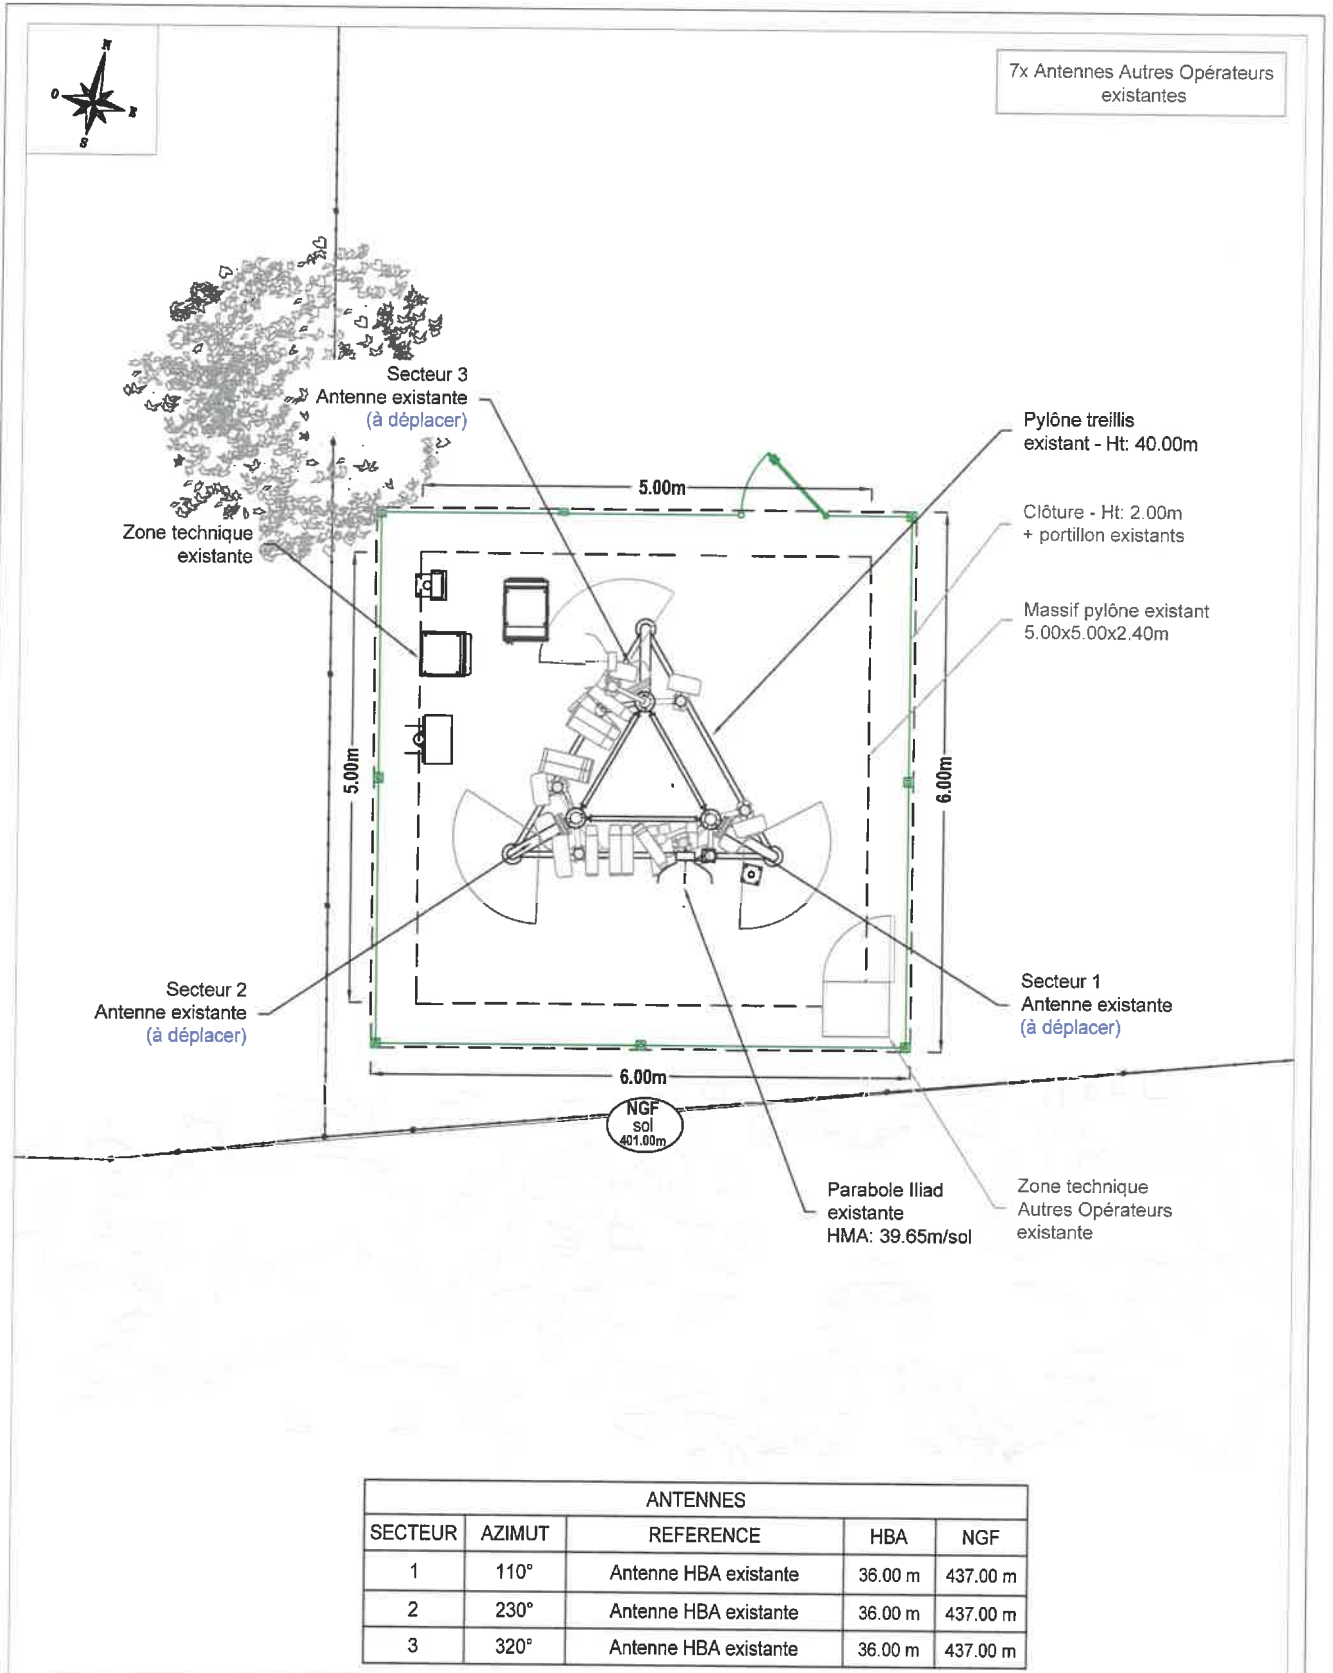 N
O
E
S
7x Antennes Autres Opérateurs
existantes
Secteur 3
Antenne existante
(à déplacer)
Pylône treillis
existant - Ht: 40.00m
5.00m
Clôture - Ht: 2.00m
+ portillon existants
Zone technique
existante
Massif pylône existant
5.00x5.00x2.40m
5.00m
6.00m
Secteur 2
Antenne existante
(à déplacer)
Secteur 1
Antenne existante
(à déplacer)
6.00m
NGF
sol
401.00m
Parabole Iliad
existante
HMA: 39.65m/sol
Zone technique
Autres Opérateurs
existante
ANTENNES
SECTEUR AZIMUT REFERENCE HBA NGF
1 110° Antenne HBA existante 36.00 m 437.00 m
2 230° Antenne HBA existante 36.00 m 437.00 m
3 320° Antenne HBA existante 36.00 m 437.00 m